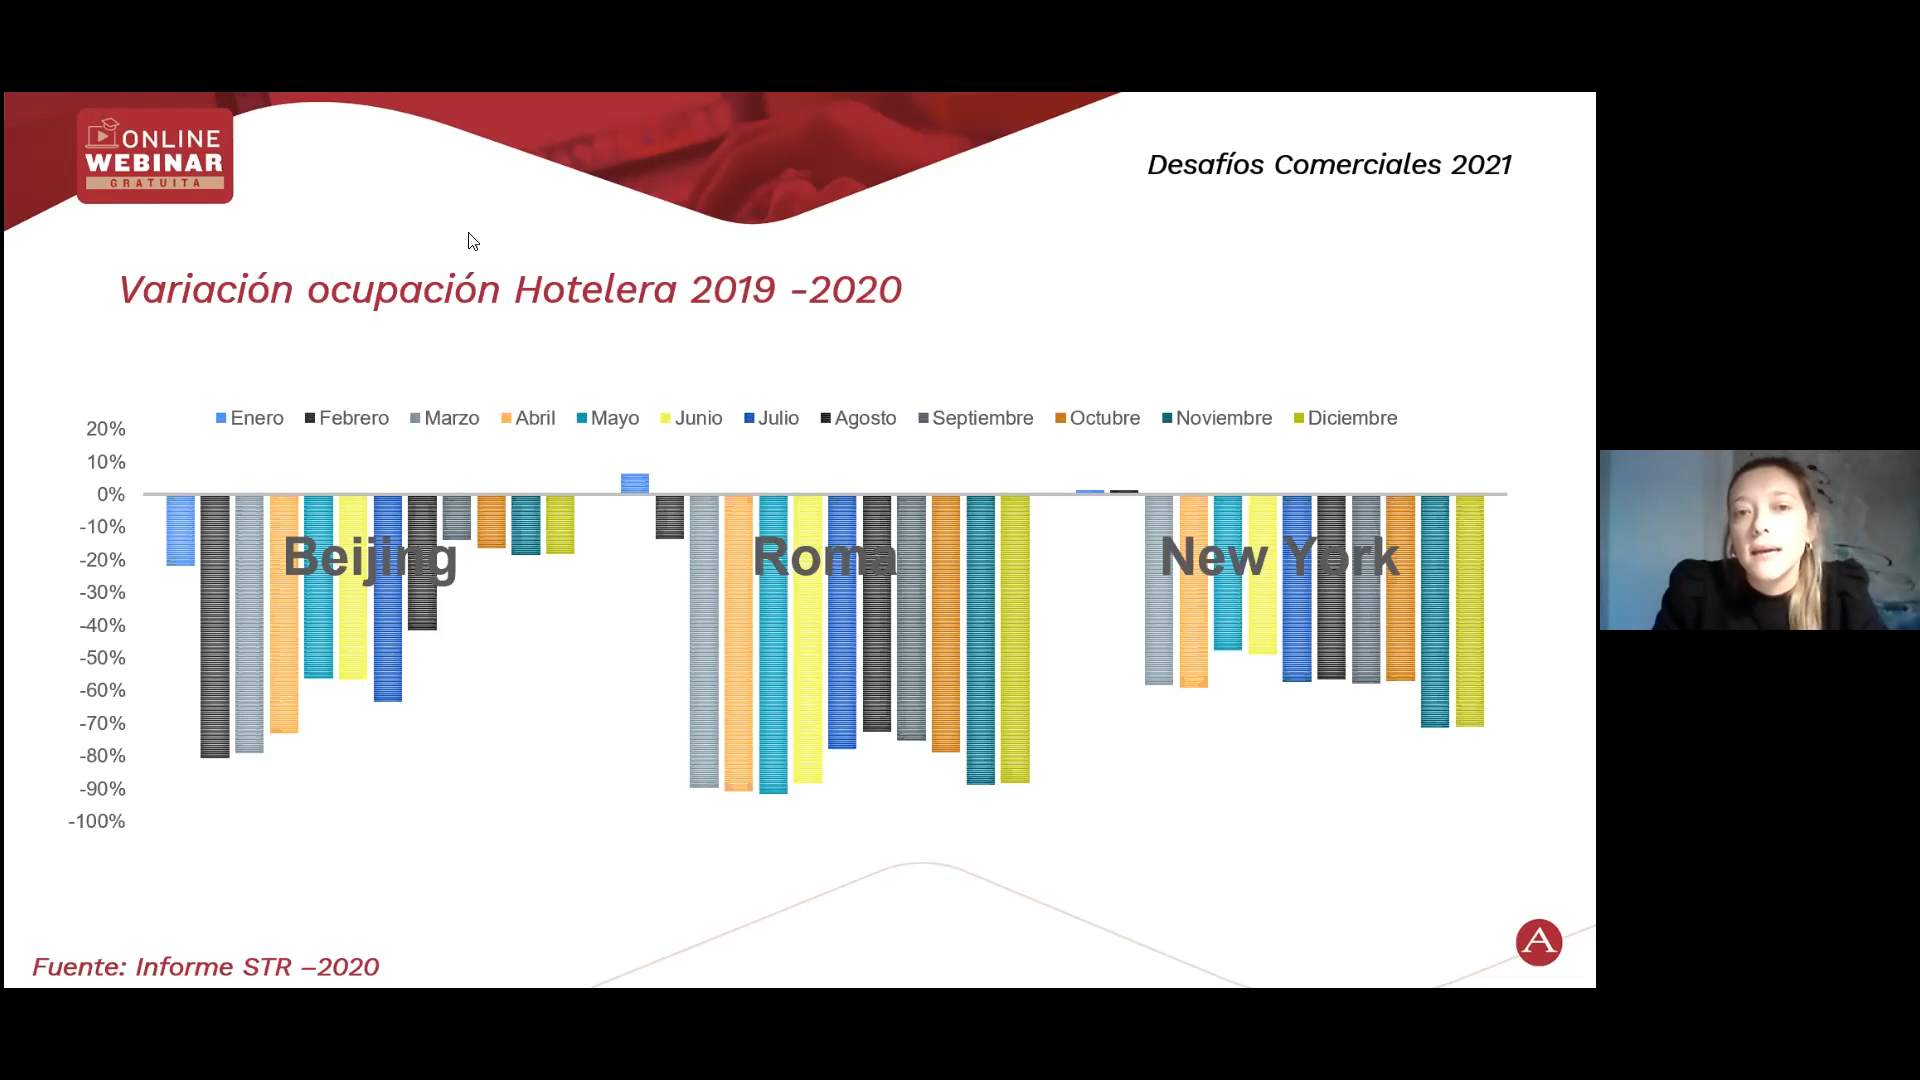 ONLINE
WEBINAR
GRATUITA
Desafíos Comerciales 2021
Variación ocupación Hotelera 2019 -2020
Enero Febrero Marzo Abril Mayo Junio Julio Agosto Septiembre Octubre Noviembre Diciembre
20%
10%
0%
-10%
-20%
-30%
-40%
-50%
-60%
-70%
-80%
-90%
-100%
Beijing Roma New York
Fuente: Informe STR –2020
A